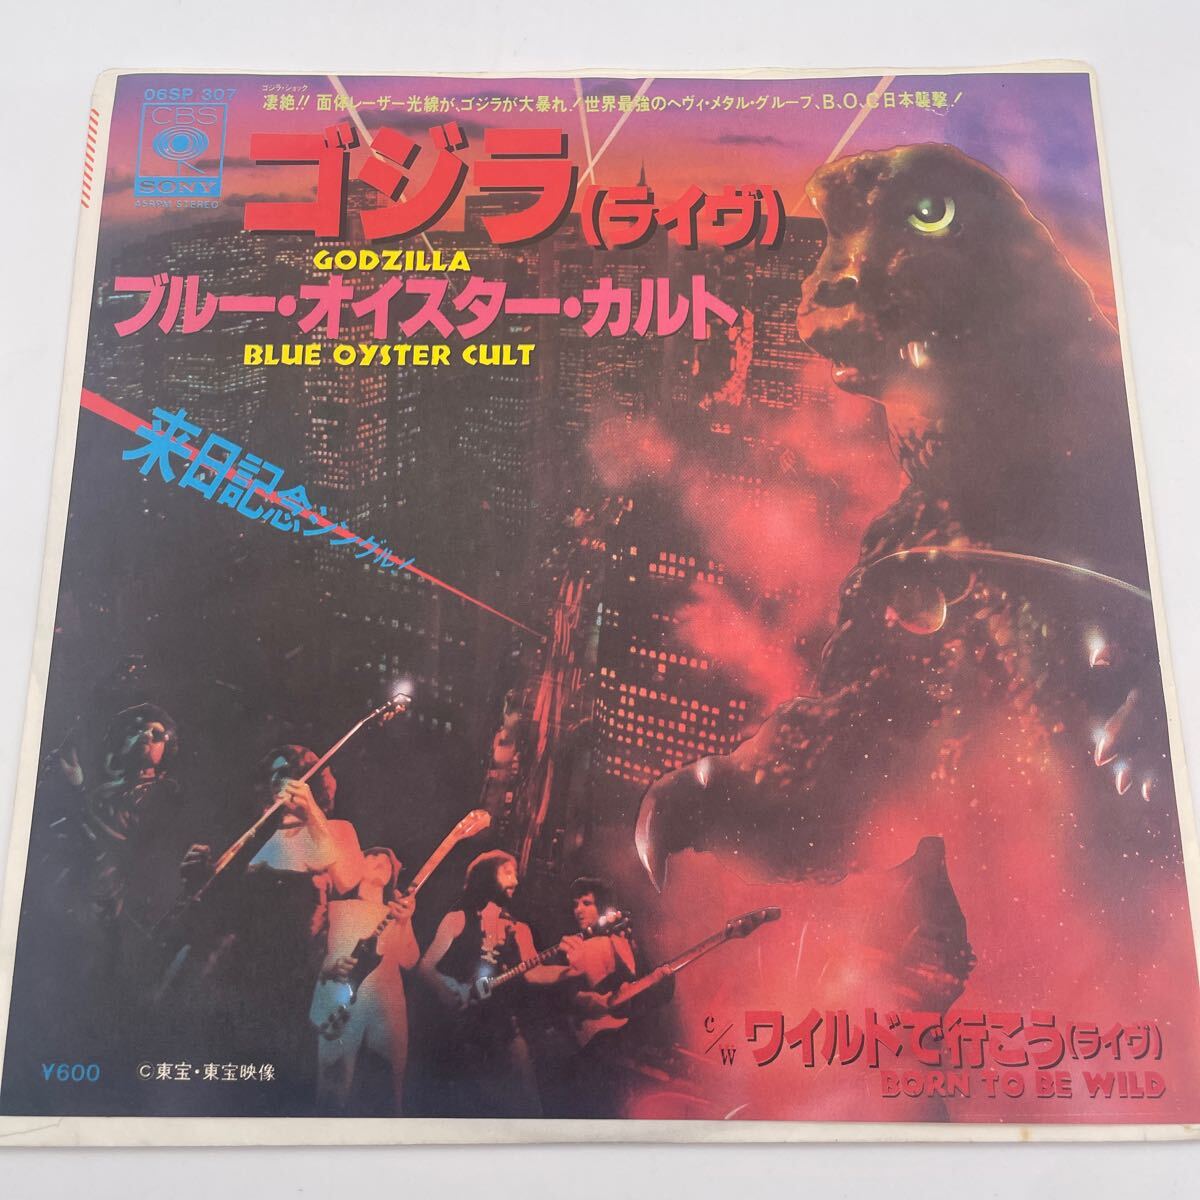 06SP 307
CBS
SONY
45RPM STEREO
ゴジラ・ショック
凄絶!! 面体レーザー光線が、ゴジラが大暴れ! 世界最強のヘヴィ・メタル・グループ、B.O.C日本襲撃!
ゴジラ(ライヴ)
GODZILLA
ブルー・オイスター・カルト
BLUE OYSTER CULT
来日記念シングル!
c/w ワイルドで行こう(ライヴ)
BORN TO BE WILD
¥600
©東宝・東宝映像